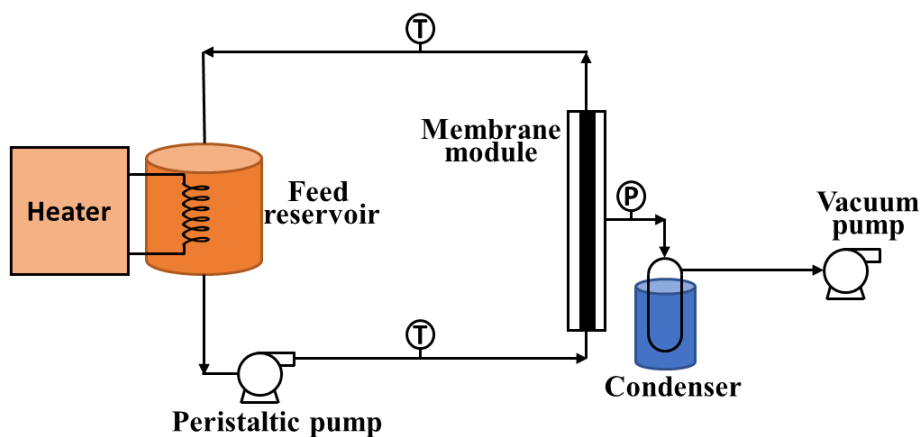 T
Membrane
module
Heater
Feed
reservoir
P
Vacuum
pump
T
Condenser
Peristaltic pump